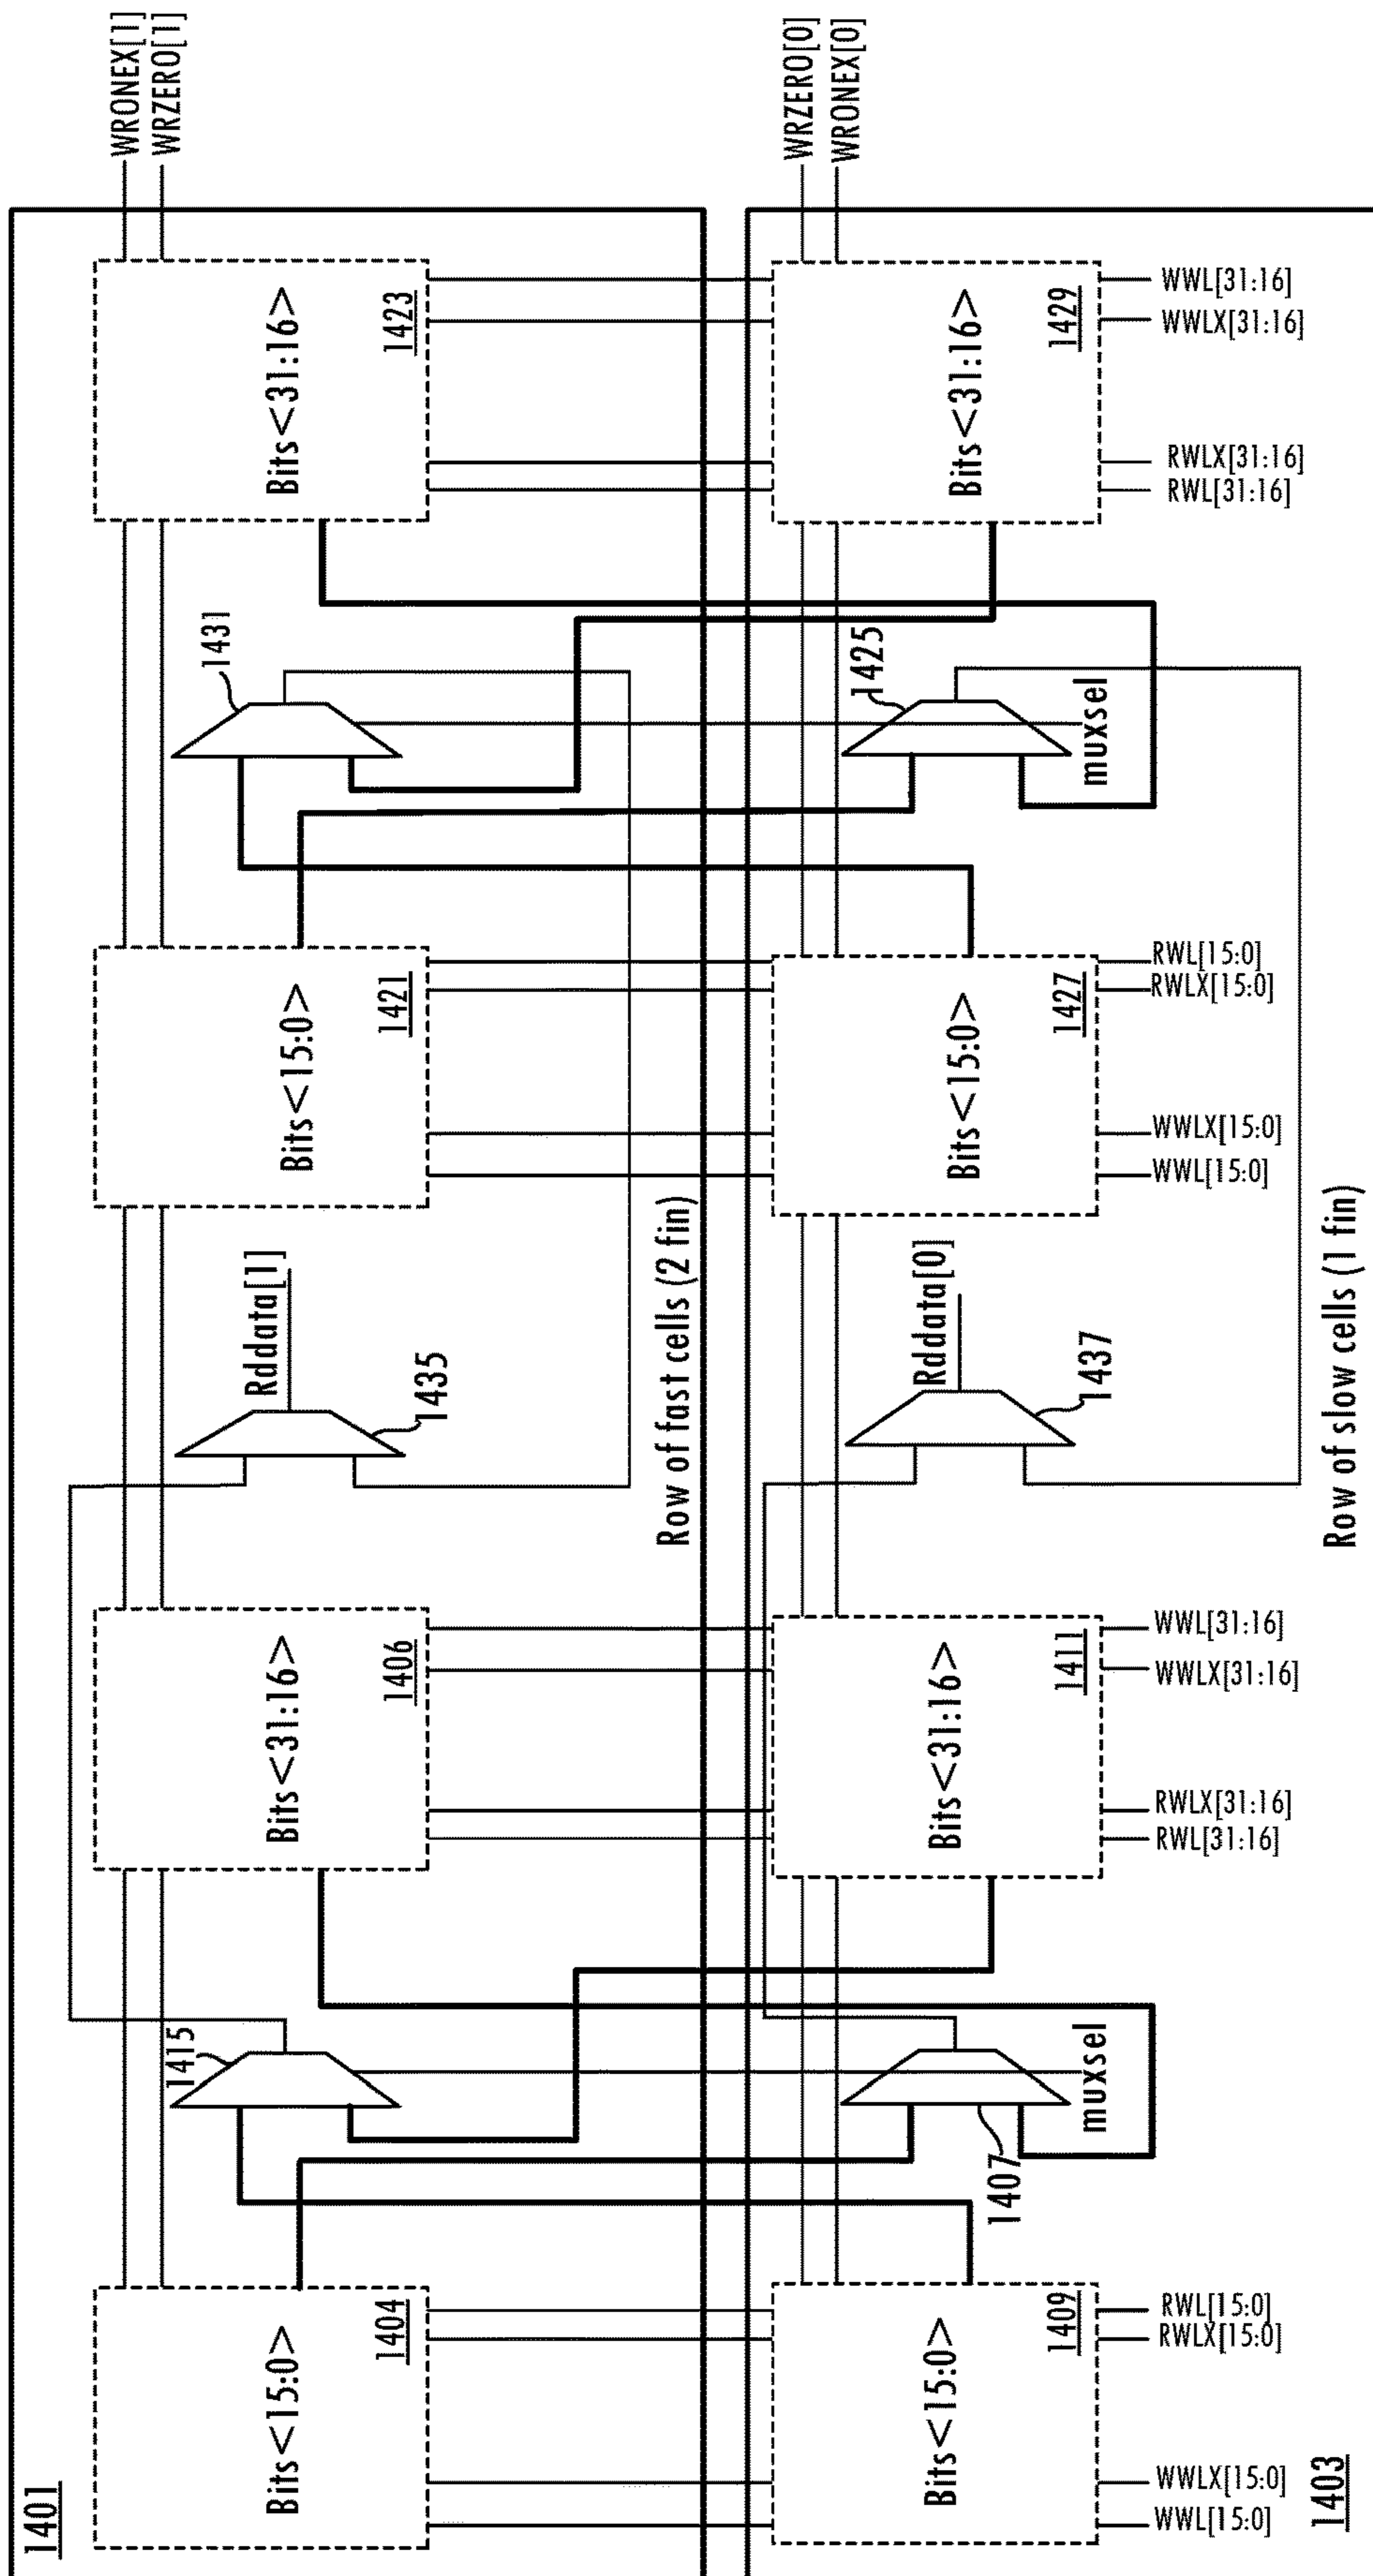 1401
WRONEX[1]
WRZERO[1]
Bits<15:0>
1404
1415
Bits<31:16>
1406
Rddata[1]
1435
Bits<15:0>
1421
1431
Bits<31:16>
1423
Row of fast cells (2 fin)
WRZERO[0]
WRONEX[0]
Bits<15:0>
1409
1407
muxsel
Bits<31:16>
1411
Rddata[0]
1437
Bits<15:0>
1427
1425
muxsel
Bits<31:16>
1429
WWL[15:0]
WWLX[15:0]
RWLX[15:0]
RWL[15:0]
RWL[31:16]
RWLX[31:16]
WWLX[31:16]
WWL[31:16]
WWL[15:0]
WWLX[15:0]
RWLX[15:0]
RWL[15:0]
RWL[31:16]
RWLX[31:16]
WWLX[31:16]
WWL[31:16]
1403
Row of slow cells (1 fin)